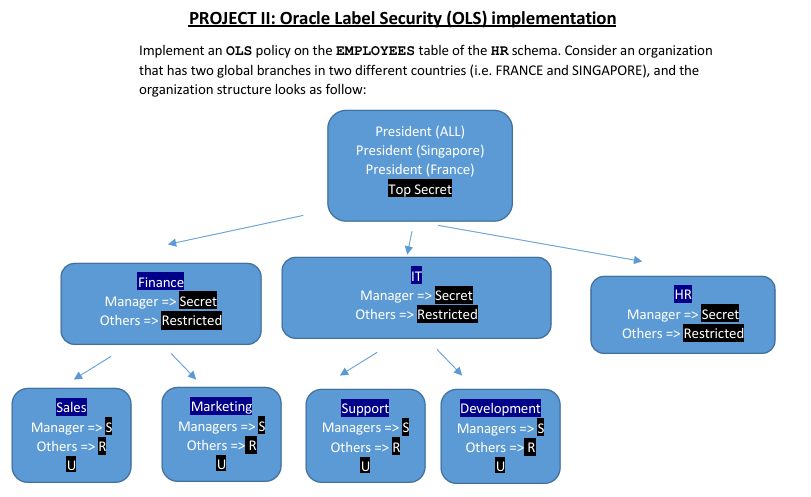 PROJECT II: Oracle Label Security (OLS) implementation
Implement an OLS policy on the EMPLOYEES table of the HR schema. Consider an organization
that has two global branches in two different countries (i.e. FRANCE and SINGAPORE), and the
organization structure looks as follow:
President (ALL)
President (Singapore)
President (France)
Top Secret
Finance
Manager => Secret
Others => Restricted
IT
Manager => Secret
Others => Restricted
HR
Manager => Secret
Others => Restricted
Sales
Manager => S
Others => R
U
Marketing
Managers => S
Others => R
U
Support
Managers => S
Others => R
U
Development
Managers => S
Others => R
U